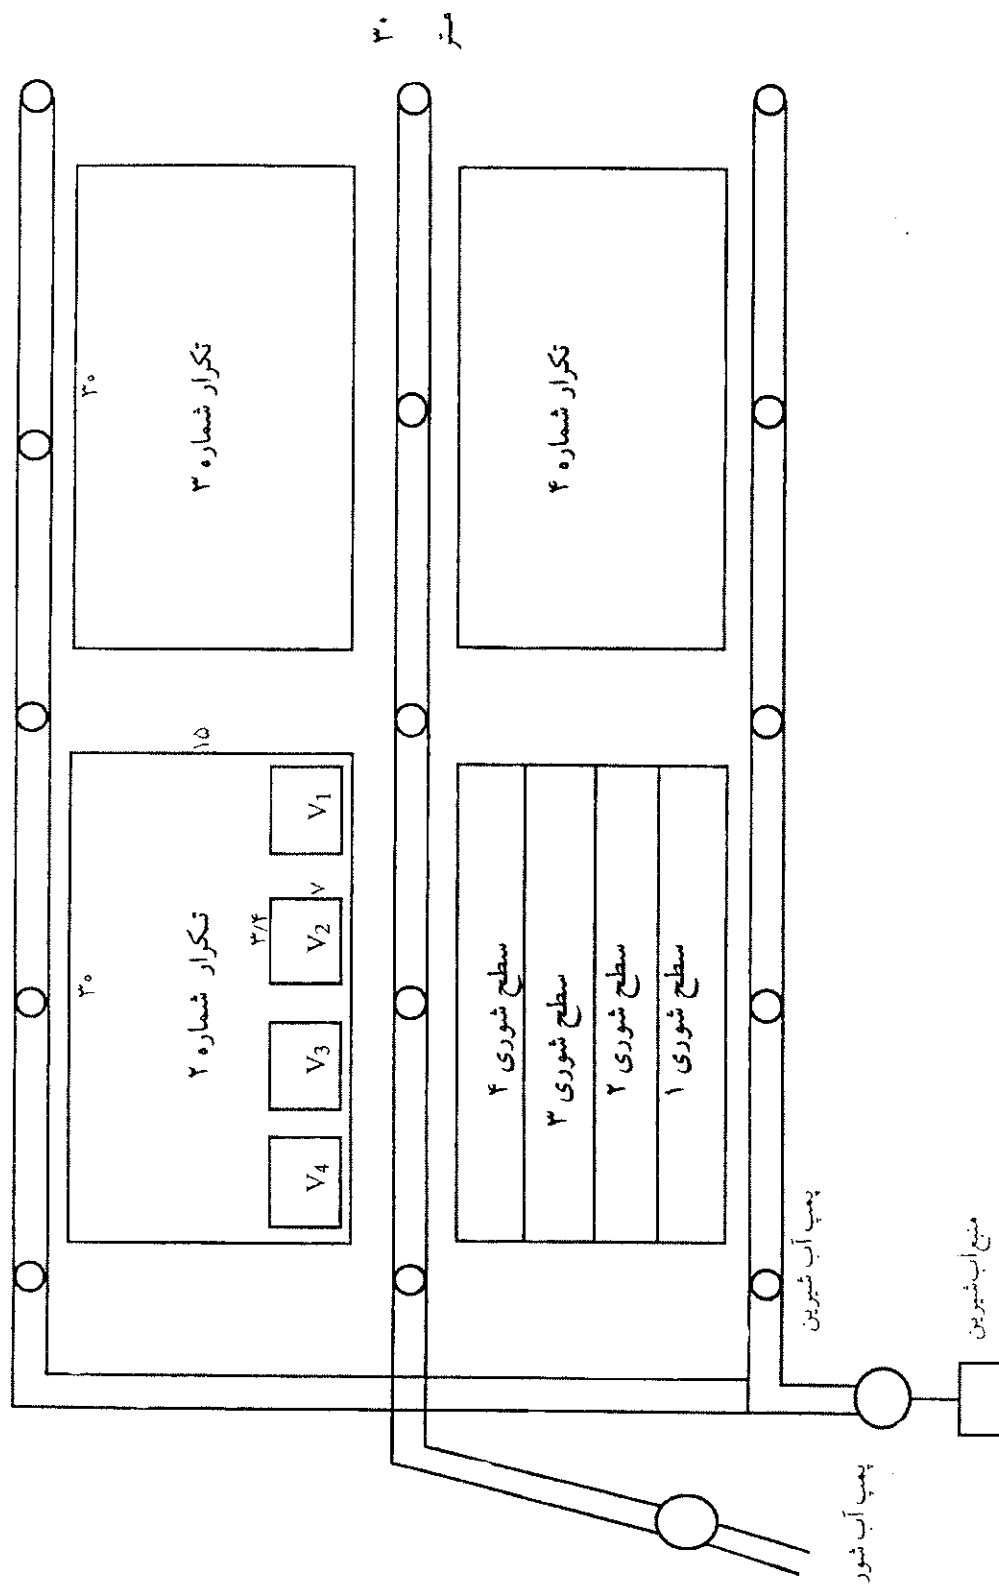 ۳۰ متر
تکرار شماره ۳
۳۰
تکرار شماره ۴
۱۵
تکرار شماره ۲
۳۰
۳/۴
۷
V1
V2
V3
V4
سطح شوری ۴
سطح شوری ۳
سطح شوری ۲
سطح شوری ۱
پمپ آب شیرین
منبع آب شیرین
پمپ آب شور